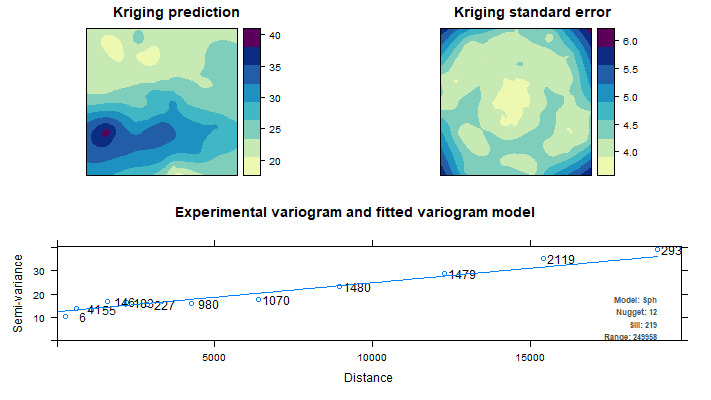 Kriging prediction
40
35
30
25
20
Kriging standard error
6.0
5.5
5.0
4.5
4.0
Experimental variogram and fitted variogram model
Semi-variance
30
20
10
6
227
980
1070
1480
1479
2119
293
Model: Sph
Nugget: 12
Sill: 219
Range: 249958
5000
10000
15000
Distance